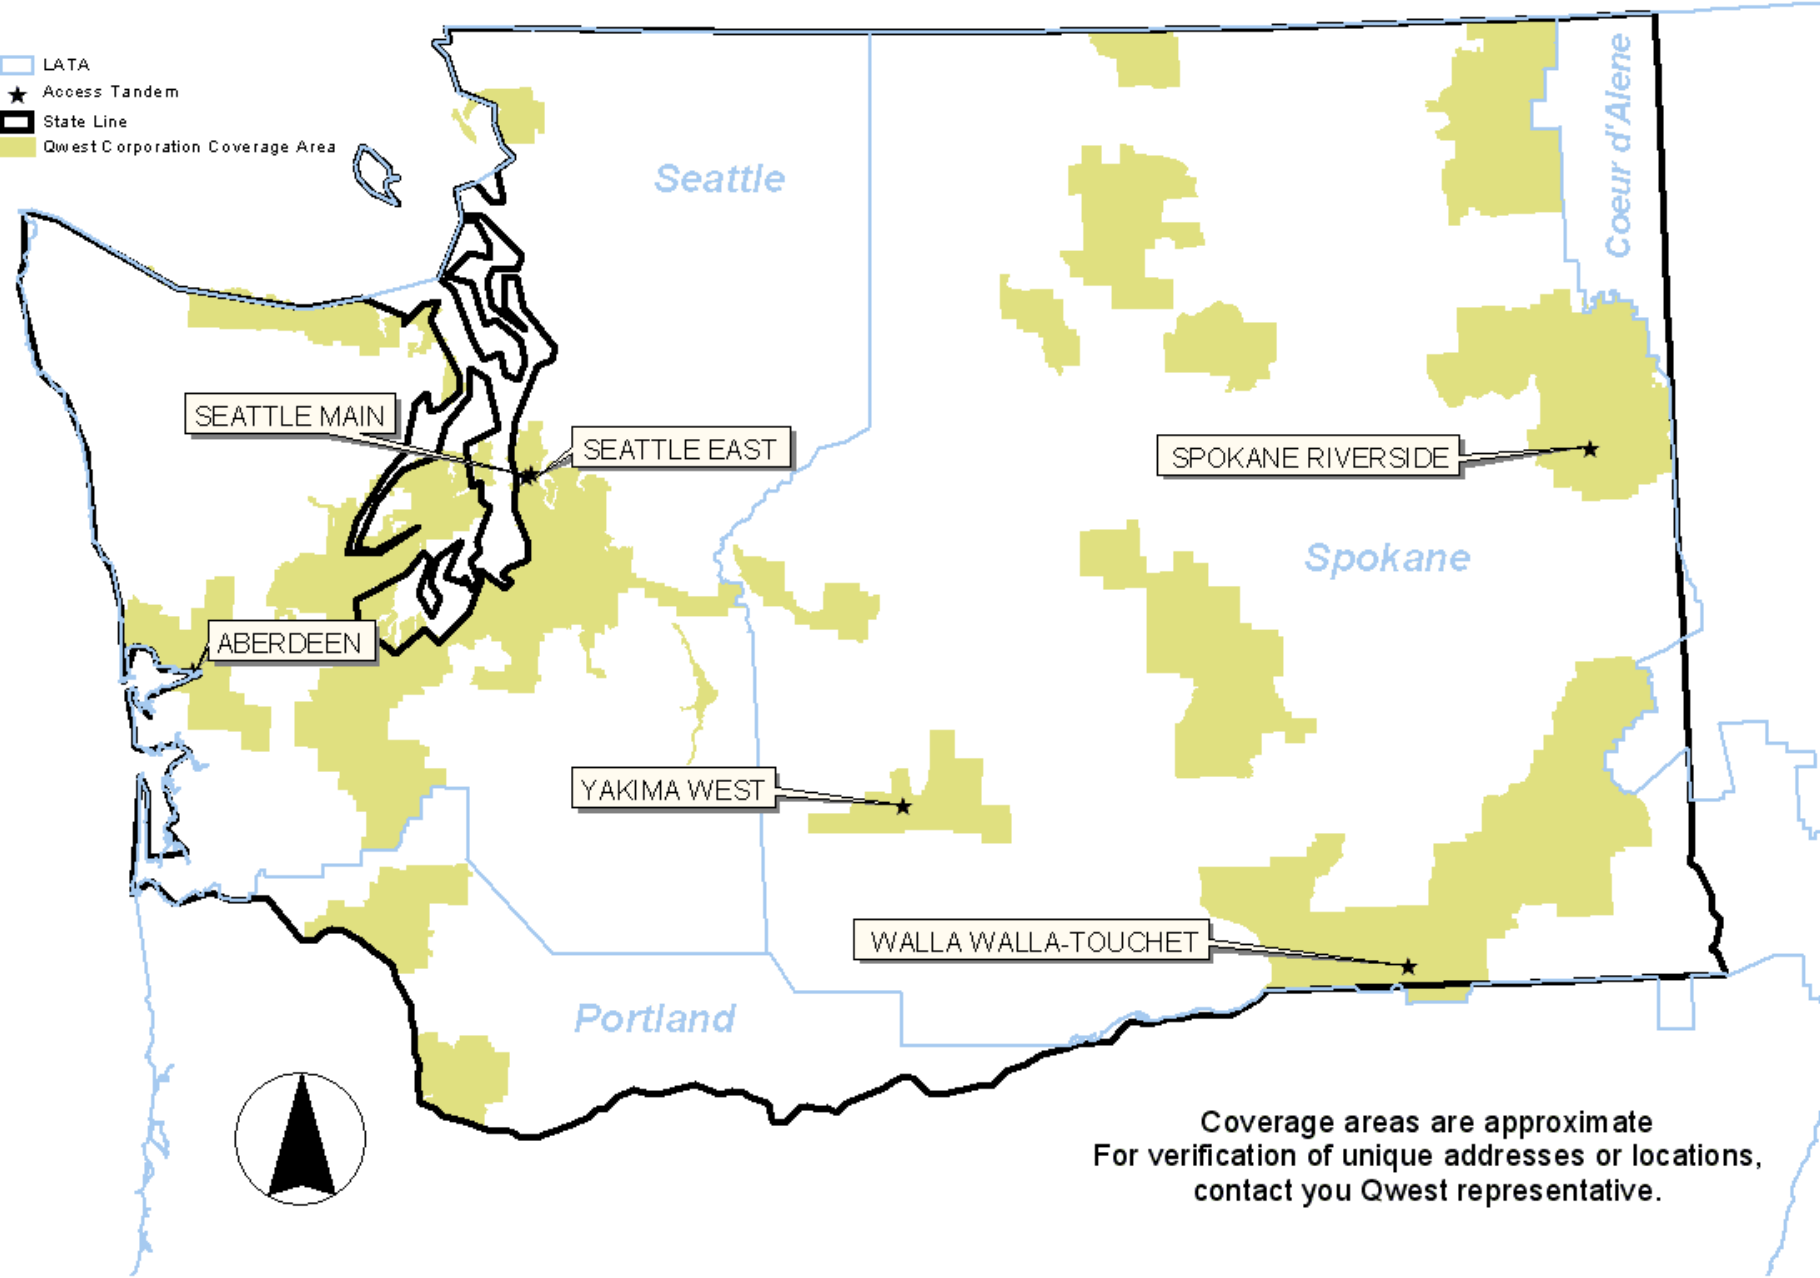 LATA
Access Tandem
State Line
Qwest Corporation Coverage Area
Seattle
Coeur d'Alene
SEATTLE MAIN
SEATTLE EAST
SPOKANE RIVERSIDE
Spokane
ABERDEEN
YAKIMA WEST
WALLA WALLA-TOUCHET
Portland
Coverage areas are approximate
For verification of unique addresses or locations,
contact you Qwest representative.